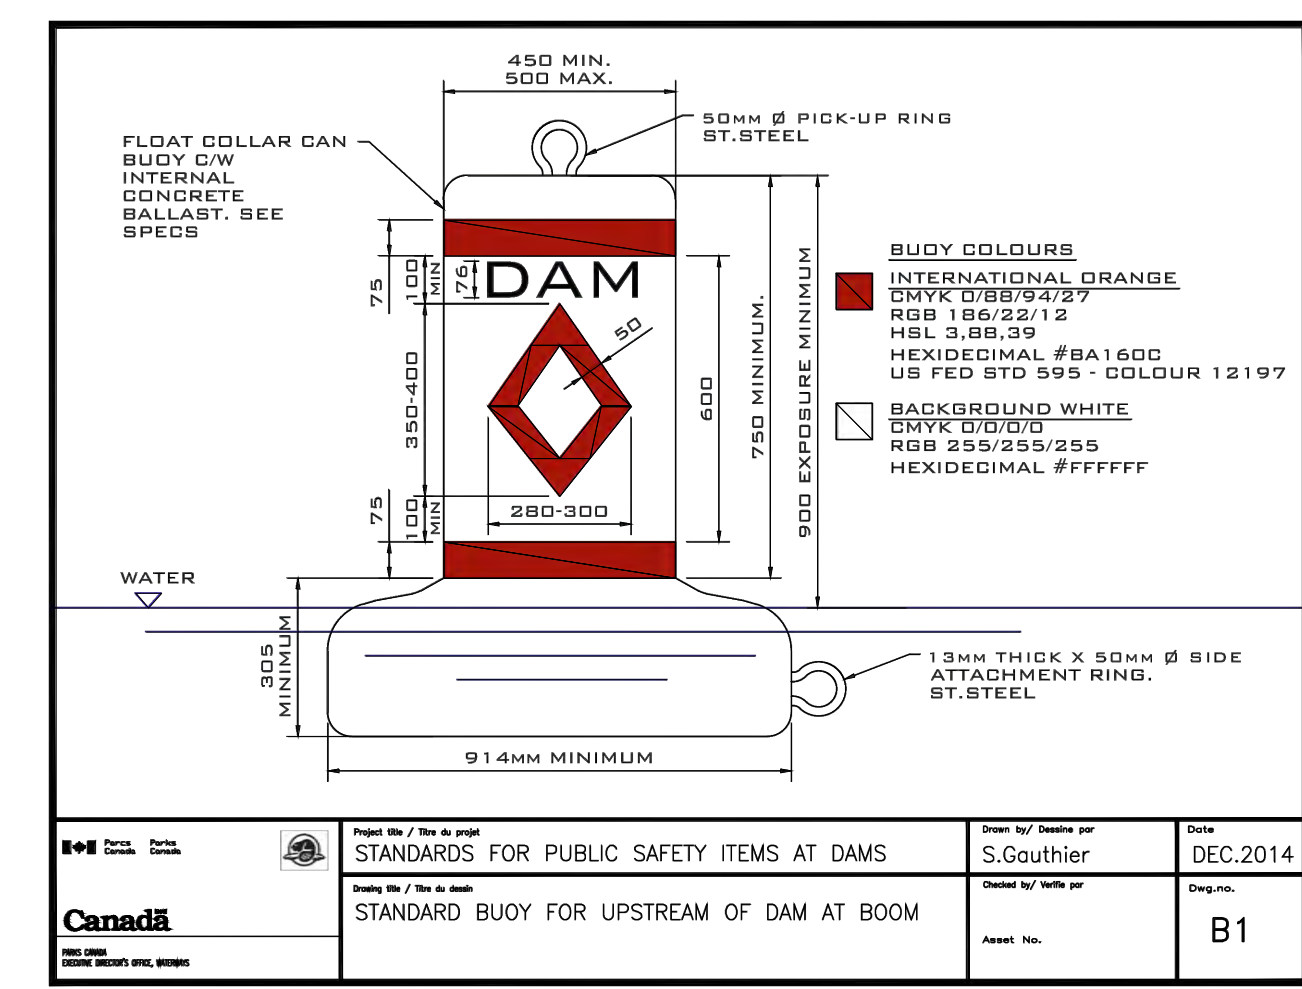 450 MIN.
500 MAX.
50MM Ø PICK-UP RING
ST.STEEL
FLOAT COLLAR CAN
BUOY C/W
INTERNAL
CONCRETE
BALLAST. SEE
SPECS
75
100
MIN
76
DAM
50
350-400
600
750 MINIMUM.
900 EXPOSURE MINIMUM
75
100
MIN
280-300
BUOY COLOURS
INTERNATIONAL ORANGE
CMYK 0/88/94/27
RGB 186/22/12
HSL 3,88,39
HEXIDECIMAL #BA160C
US FED STD 595 - COLOUR 12197
BACKGROUND WHITE
CMYK 0/0/0/0
RGB 255/255/255
HEXIDECIMAL #FFFFFF
WATER
305
MINIMUM
13MM THICK X 50MM Ø SIDE
ATTACHMENT RING.
ST.STEEL
914MM MINIMUM
Parcs Parks
Canada Canada
Canada
PARKS CANADA
EXECUTIVE DIRECTOR'S OFFICE, WATERWAYS
Project title / Titre du projet
STANDARDS FOR PUBLIC SAFETY ITEMS AT DAMS
Drawing title / Titre du dessin
STANDARD BUOY FOR UPSTREAM OF DAM AT BOOM
Drawn by/ Dessine par
S.Gauthier
Checked by/ Verifie par
Asset No.
Date
DEC.2014
Dwg.no.
B1